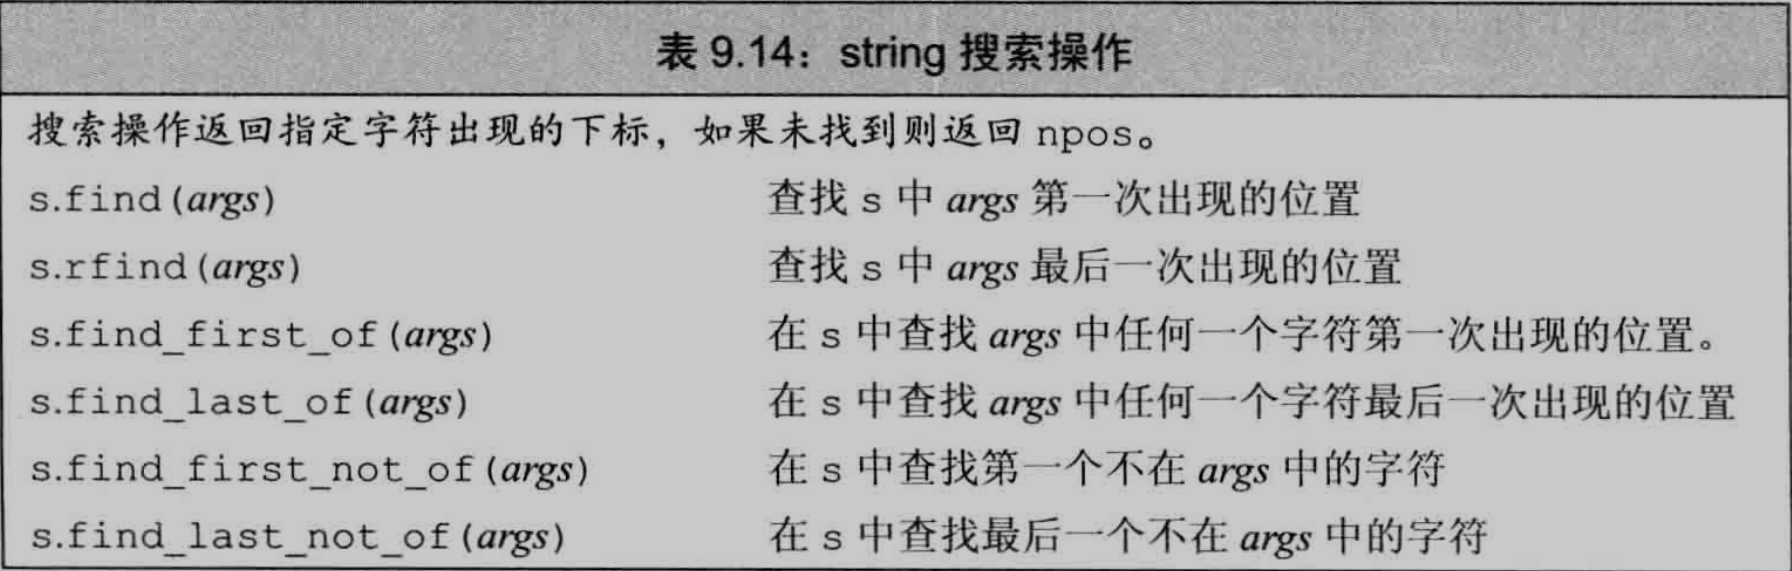 表 9.14：string 搜索操作
搜索操作返回指定字符出现的下标，如果未找到则返回 npos。
s.find(args) 查找 s 中 args 第一次出现的位置
s.rfind(args) 查找 s 中 args 最后一次出现的位置
s.find_first_of(args) 在 s 中查找 args 中任何一个字符第一次出现的位置。
s.find_last_of(args) 在 s 中查找 args 中任何一个字符最后一次出现的位置
s.find_first_not_of(args) 在 s 中查找第一个不在 args 中的字符
s.find_last_not_of(args) 在 s 中查找最后一个不在 args 中的字符